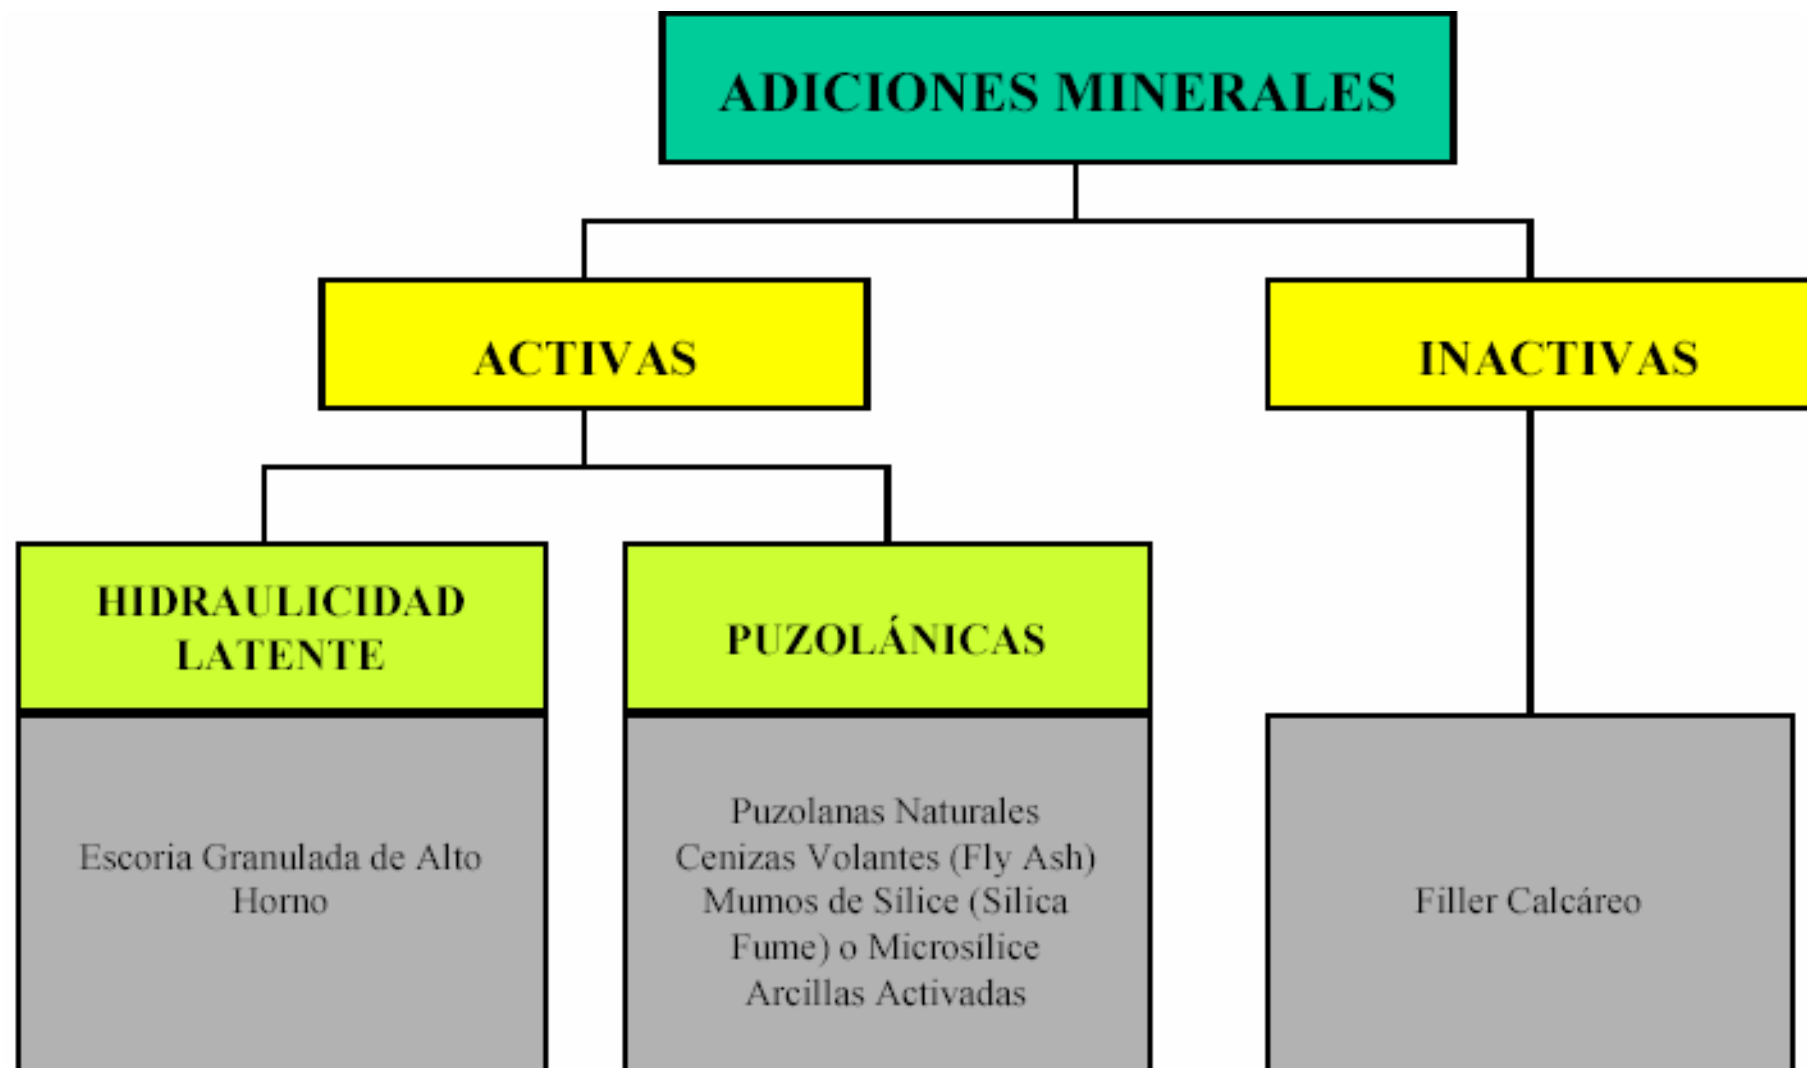 ADICIONES MINERALES
ACTIVAS
INACTIVAS
HIDRAULICIDAD
LATENTE
PUZOLÁNICAS
Escoria Granulada de Alto
Horno
Puzolanas Naturales
Cenizas Volantes (Fly Ash)
Mumos de Sílice (Silica
Fume) o Microsílice
Arcillas Activadas
Filler Calcáreo